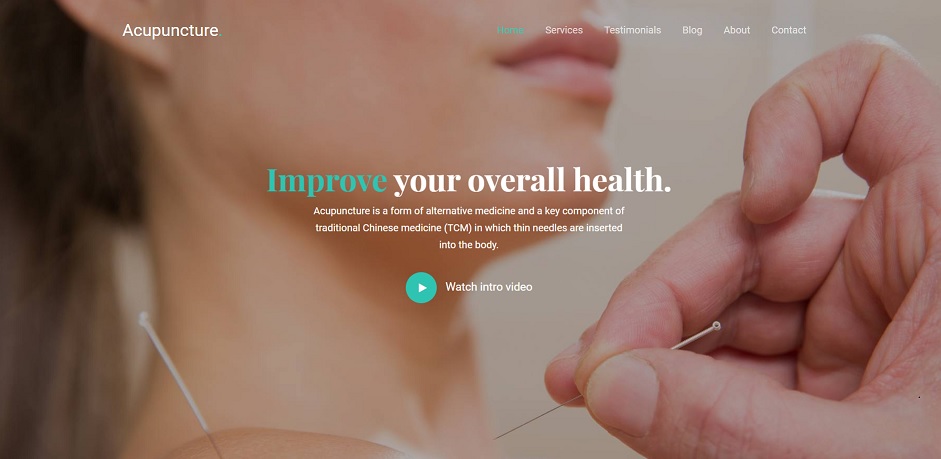 Acupuncture
Home Services Testimonials Blog About Contact
Improve your overall health.
Acupuncture is a form of alternative medicine and a key component of
traditional Chinese medicine (TCM) in which thin needles are inserted
into the body.
Watch intro video